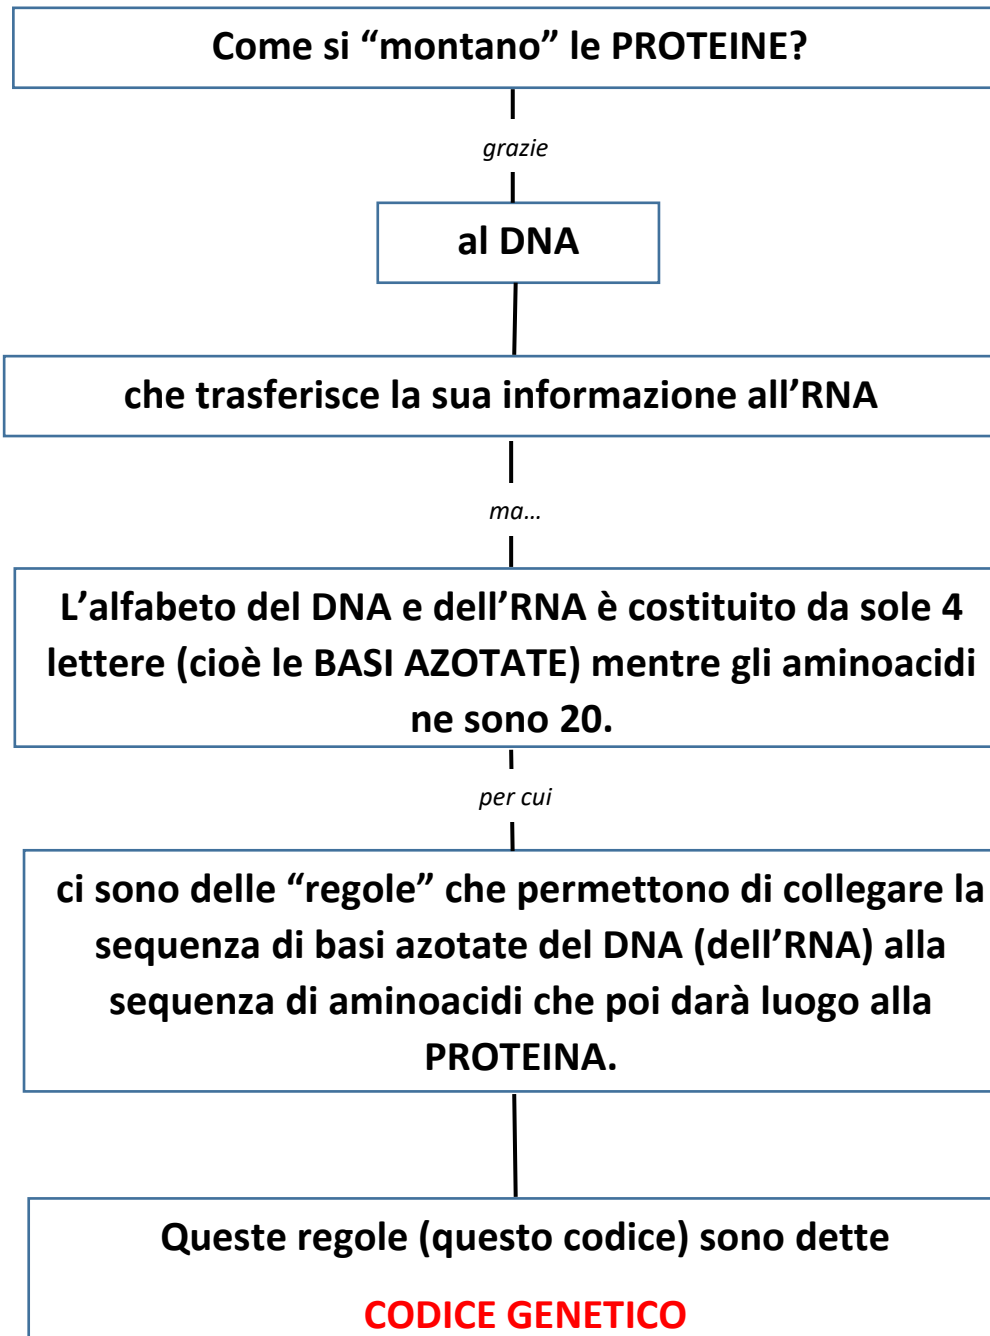 Come si “montano” le PROTEINE?
grazie
al DNA
che trasferisce la sua informazione all’RNA
ma…
L’alfabeto del DNA e dell’RNA è costituito da sole 4
lettere (cioè le BASI AZOTATE) mentre gli aminoacidi
ne sono 20.
per cui
ci sono delle “regole” che permettono di collegare la
sequenza di basi azotate del DNA (dell’RNA) alla
sequenza di aminoacidi che poi darà luogo alla
PROTEINA.
Queste regole (questo codice) sono dette
CODICE GENETICO